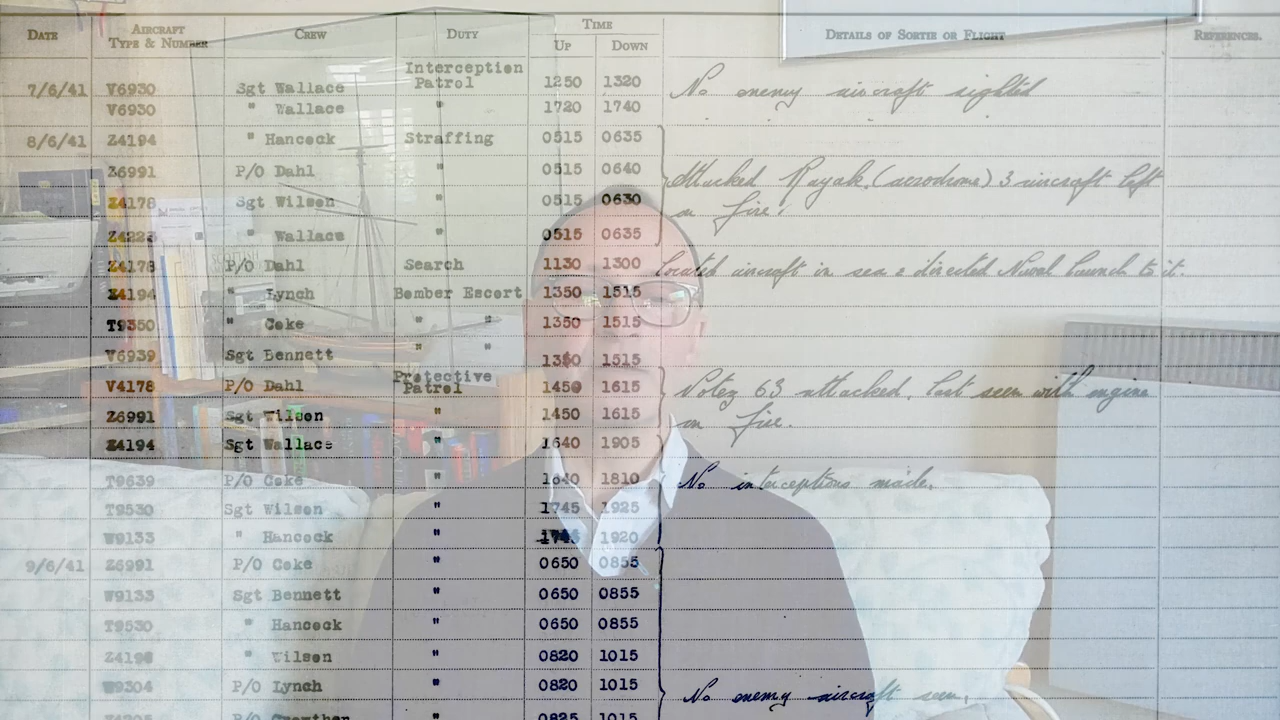 DATE AIRCRAFT TYPE & NUMBER CREW DUTY TIME UP DOWN DETAILS OF SORTIE OR FLIGHT REFERENCES.
7/6/41 V6930 Sgt Wallace Interception Patrol 1250 1320 No enemy aircraft sighted
V6930 " Wallace " 1720 1740
8/6/41 Z4194 " Hancock Straffing 0515 0635
Z6991 P/O Dahl " 0515 0640 Attacked Rayak (aerodrome) 3 aircraft left
Z4178 Sgt Wilson " 0515 0630 on fire.
" Wallace " 0515 0635
Z4178 P/O Dahl Search 1130 1300 Located aircraft in sea & directed Naval launch to it.
Z4194 " Lynch Bomber Escort 1350 1515
T9350 " Coke " " 1350 1515
V6939 Sgt Bennett " " 1515
V4178 P/O Dahl Protective Patrol 1450 1615 Potez 63 attacked, last seen with engine
Z6991 Sgt Wilson " 1450 1615 on fire.
Z4194 Sgt Wallace " 1640 1905
T9639 P/O Coke " 1640 1810 No interceptions made.
T9530 Sgt Wilson " 1745 1925
W9133 " Hancock " 1920
9/6/41 Z6991 P/O Coke " 0650 0855
W9133 Sgt Bennett " 0650 0855
T9530 " Hancock " 0650 0855
" Wilson " 0820 1015
W9304 P/O Lynch " 0820 1015 No enemy aircraft seen.
P/O " 0825 1015